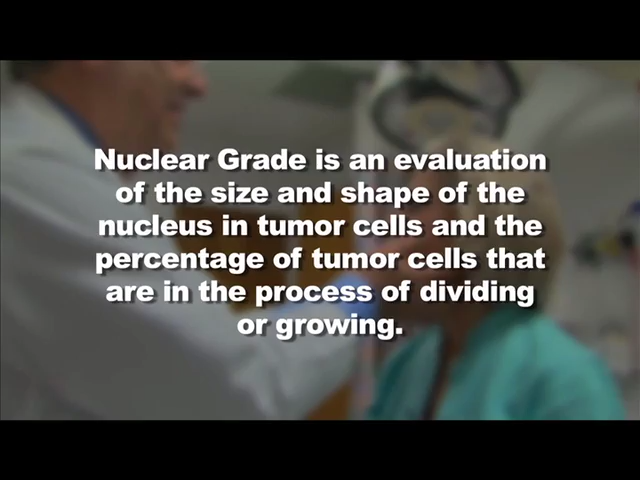 Nuclear Grade is an evaluation
of the size and shape of the
nucleus in tumor cells and the
percentage of tumor cells that
are in the process of dividing
or growing.